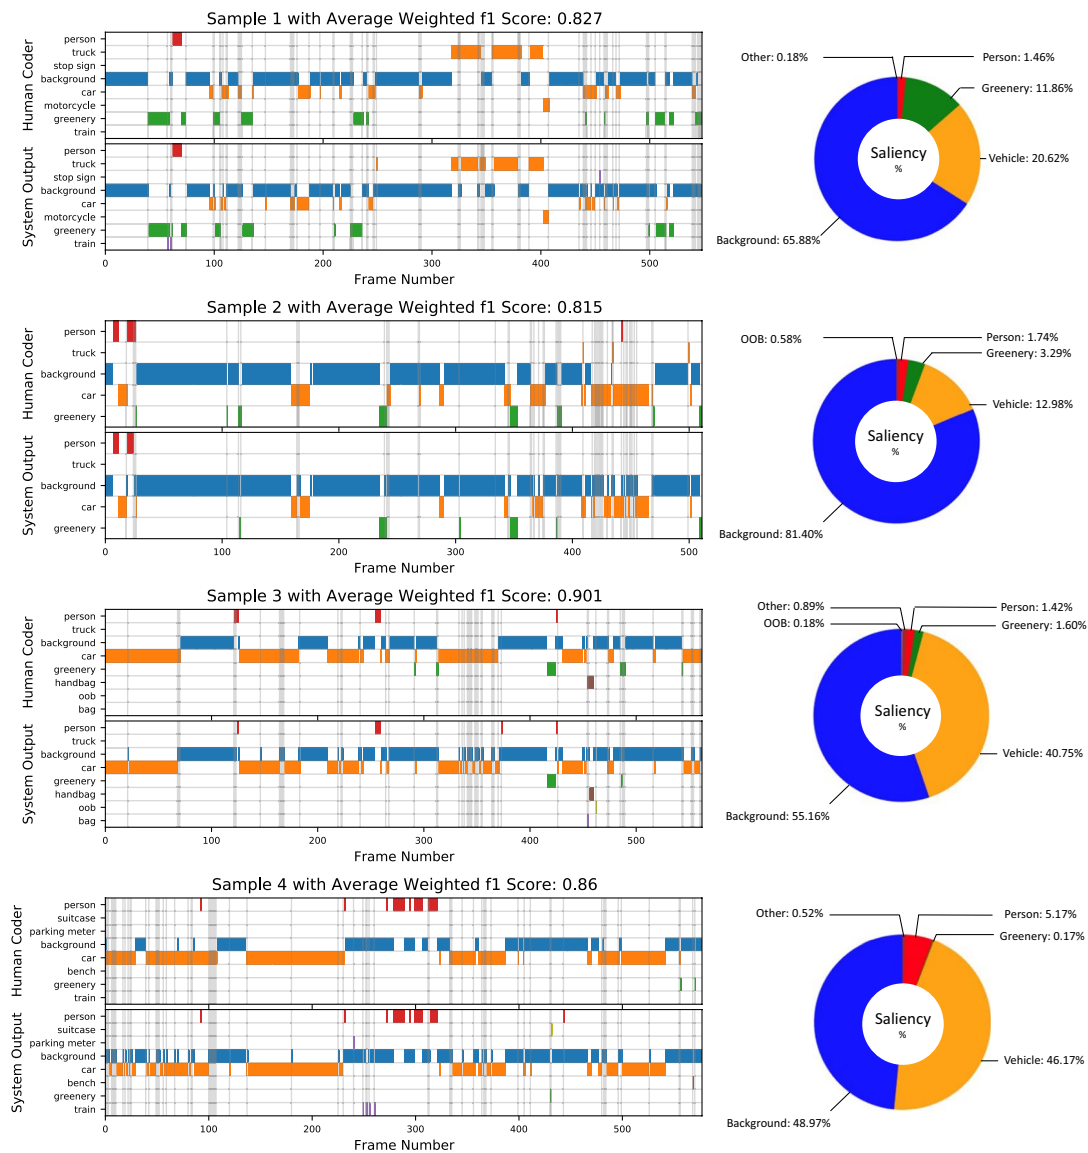 Sample 1 with Average Weighted f1 Score: 0.827
Human Coder
person
truck
stop sign
background
car
motorcycle
greenery
train
System Output
person
truck
stop sign
background
car
motorcycle
greenery
train
0 100 200 300 400 500
Frame Number
Other: 0.18%
Person: 1.46%
Greenery: 11.86%
Vehicle: 20.62%
Background: 65.88%
Saliency
%
Sample 2 with Average Weighted f1 Score: 0.815
Human Coder
person
truck
background
car
greenery
System Output
person
truck
background
car
greenery
0 100 200 300 400 500
Frame Number
OOB: 0.58%
Person: 1.74%
Greenery: 3.29%
Vehicle: 12.98%
Background: 81.40%
Saliency
%
Sample 3 with Average Weighted f1 Score: 0.901
Human Coder
person
truck
background
car
greenery
handbag
oob
bag
System Output
person
truck
background
car
greenery
handbag
oob
bag
0 100 200 300 400 500
Frame Number
Other: 0.89%
OOB: 0.18%
Person: 1.42%
Greenery: 1.60%
Vehicle: 40.75%
Background: 55.16%
Saliency
%
Sample 4 with Average Weighted f1 Score: 0.86
Human Coder
person
suitcase
parking meter
background
car
bench
greenery
train
System Output
person
suitcase
parking meter
background
car
bench
greenery
train
0 100 200 300 400 500
Frame Number
Other: 0.52%
Person: 5.17%
Greenery: 0.17%
Vehicle: 46.17%
Background: 48.97%
Saliency
%